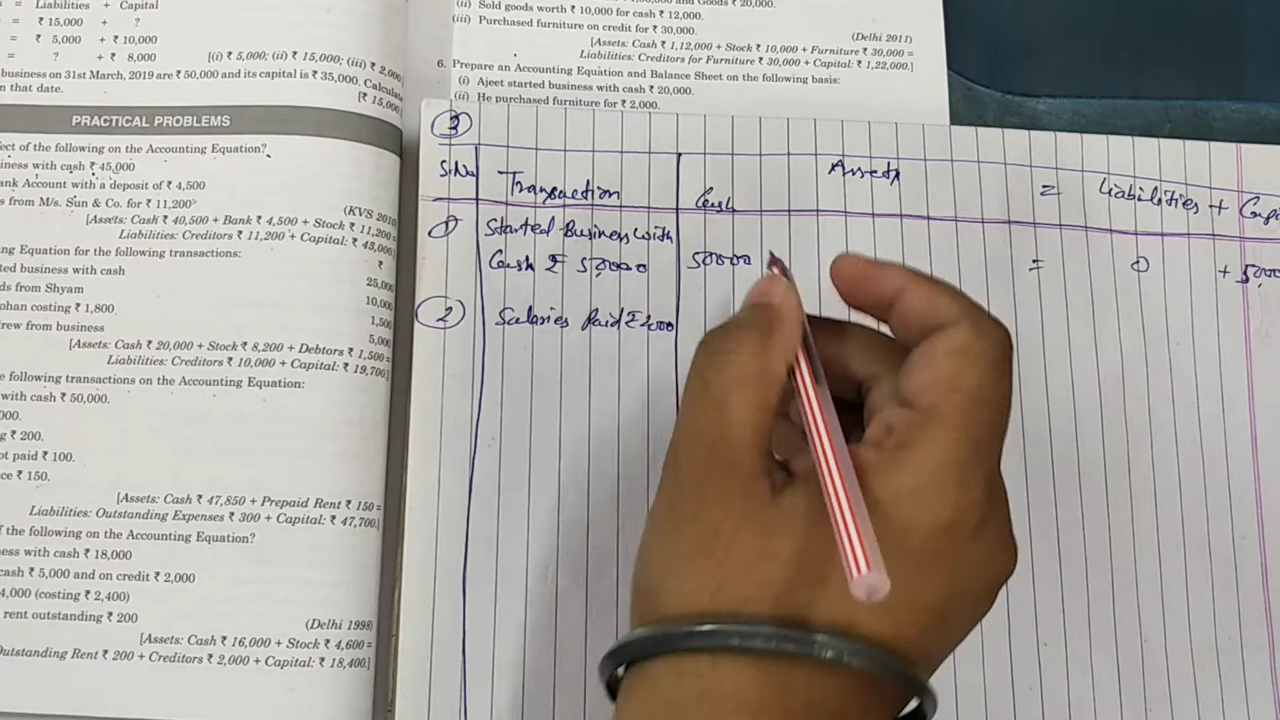 = Liabilities + Capital
= ₹ 15,000 + ?
= ₹ 5,000 + ₹ 10,000
= ? + ₹ 8,000
[(i) ₹ 5,000; (ii) ₹ 15,000; (iii) ₹ 2,000]
business on 31st March, 2019 are ₹ 50,000 and its capital is ₹ 35,000. Calculate
n that date.
[₹ 15,000]
PRACTICAL PROBLEMS
ect of the following on the Accounting Equation?
iness with cash ₹ 45,000
ank Account with a deposit of ₹ 4,500
s from M/s. Sun & Co. for ₹ 11,200
(KVS 2010)
[Assets: Cash ₹ 40,500 + Bank ₹ 4,500 + Stock ₹ 11,200 =
Liabilities: Creditors ₹ 11,200 + Capital: ₹ 45,000]
ng Equation for the following transactions:
₹
ted business with cash 25,000
ds from Shyam 10,000
ohan costing ₹ 1,800 1,500
rew from business 5,000
[Assets: Cash ₹ 20,000 + Stock ₹ 8,200 + Debtors ₹ 1,500 =
Liabilities: Creditors ₹ 10,000 + Capital: ₹ 19,700]
e following transactions on the Accounting Equation:
with cash ₹ 50,000.
000.
g ₹ 200.
ot paid ₹ 100.
ce ₹ 150.
[Assets: Cash ₹ 47,850 + Prepaid Rent ₹ 150 =
Liabilities: Outstanding Expenses ₹ 300 + Capital: ₹ 47,700]
f the following on the Accounting Equation?
ess with cash ₹ 18,000
cash ₹ 5,000 and on credit ₹ 2,000
4,000 (costing ₹ 2,400)
rent outstanding ₹ 200
(Delhi 1998)
[Assets: Cash ₹ 16,000 + Stock ₹ 4,600 =
Outstanding Rent ₹ 200 + Creditors ₹ 2,000 + Capital: ₹ 18,400]
and Goods ₹ 20,000.
(ii) Sold goods worth ₹ 10,000 for cash ₹ 12,000.
(iii) Purchased furniture on credit for ₹ 30,000.
(Delhi 2011)
[Assets: Cash ₹ 1,12,000 + Stock ₹ 10,000 + Furniture ₹ 30,000 =
Liabilities: Creditors for Furniture ₹ 30,000 + Capital: ₹ 1,22,000.]
6. Prepare an Accounting Equation and Balance Sheet on the following basis:
(i) Ajeet started business with cash ₹ 20,000.
(ii) He purchased furniture for ₹ 2,000.
3
S.No Transaction Assets = Liabilities + Capi
Cash
1 Started Business with
Cash ₹ 50,000 50000 = 0 + 5,000
2 Salaries Paid ₹ 2000